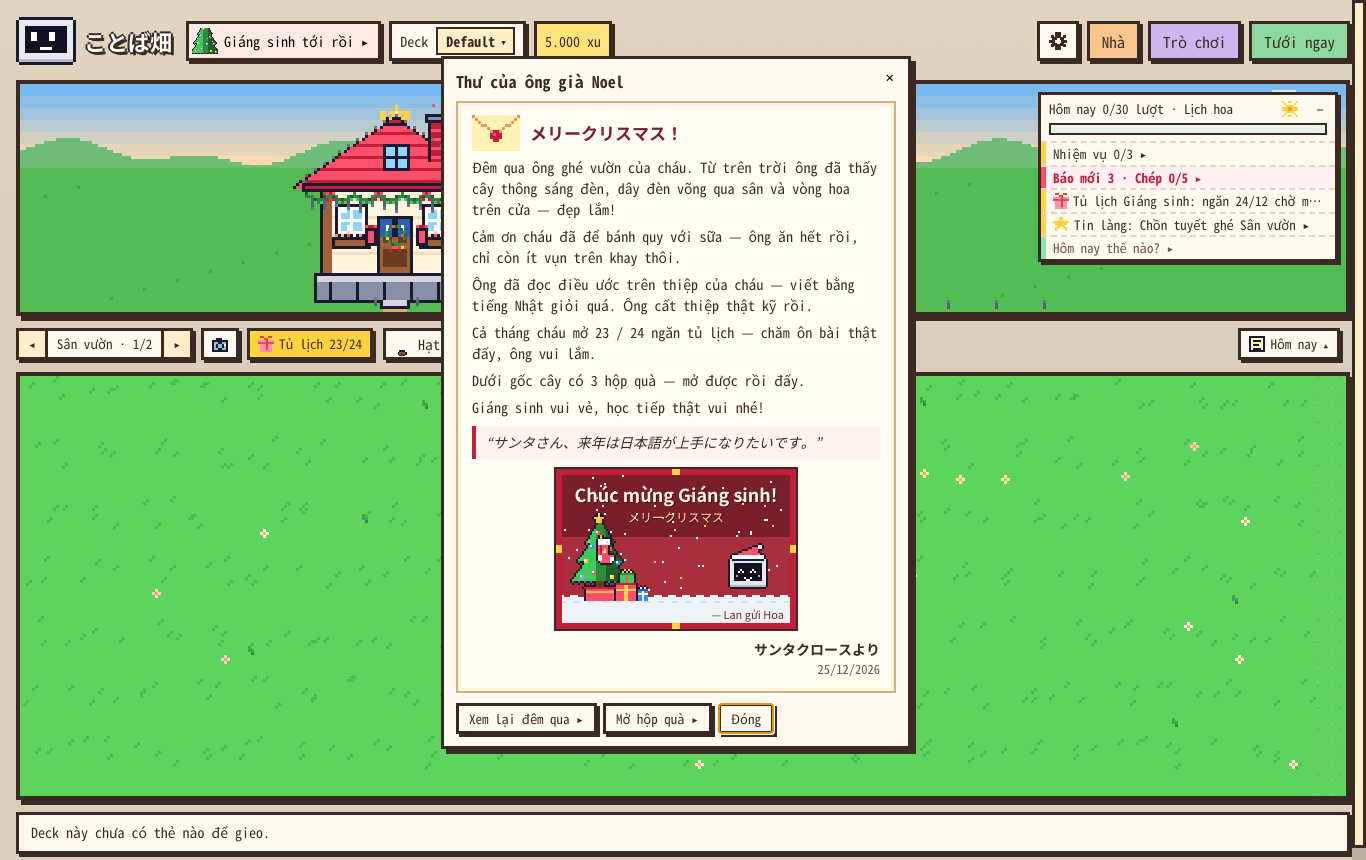 ことば畑
Giáng sinh tới rồi ▸
Deck Default ▾
5.000 xu
Nhà
Trò chơi
Tưới ngay
Thư của ông già Noel
×
メリークリスマス！
Đêm qua ông ghé vườn của cháu. Từ trên trời ông đã thấy
cây thông sáng đèn, dây đèn võng qua sân và vòng hoa
trên cửa — đẹp lắm!
Cảm ơn cháu đã để bánh quy với sữa — ông ăn hết rồi,
chỉ còn ít vụn trên khay thôi.
Ông đã đọc điều ước trên thiệp của cháu — viết bằng
tiếng Nhật giỏi quá. Ông cất thiệp thật kỹ rồi.
Cả tháng cháu mở 23 / 24 ngăn tủ lịch — chăm ôn bài thật
đấy, ông vui lắm.
Dưới gốc cây có 3 hộp quà — mở được rồi đấy.
Giáng sinh vui vẻ, học tiếp thật vui nhé!
“サンタさん、来年は日本語が上手になりたいです。”
Chúc mừng Giáng sinh!
メリークリスマス
— Lan gửi Hoa
サンタクロースより
25/12/2026
Xem lại đêm qua ▸
Mở hộp quà ▸
Đóng
Hôm nay 0/30 lượt · Lịch hoa
–
Nhiệm vụ 0/3 ▸
Báo mới 3 · Chép 0/5 ▸
Tủ lịch Giáng sinh: ngăn 24/12 chờ m…
Tin làng: Chồn tuyết ghé Sân vườn ▸
Hôm nay thế nào? ▸
◂ Sân vườn · 1/2 ▸
Tủ lịch 23/24
Hạt
Hôm nay ▴
Deck này chưa có thẻ nào để gieo.